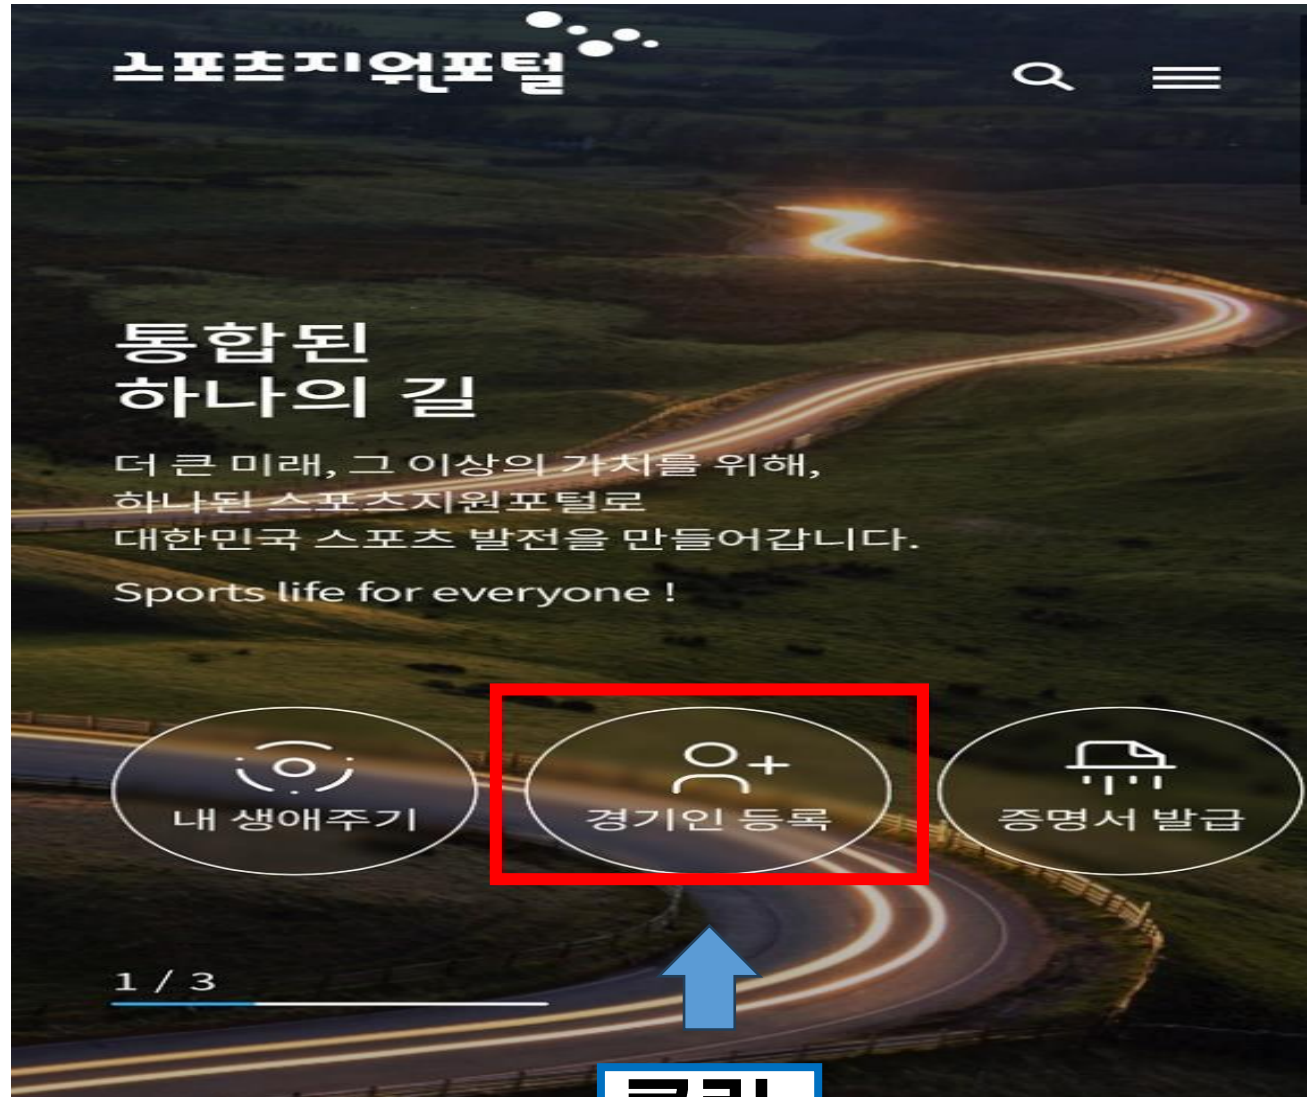 스포츠지원포털
통합된
하나의 길
더 큰 미래, 그 이상의 가치를 위해,
하나된 스포츠지원포털로
대한민국 스포츠 발전을 만들어갑니다.
Sports life for everyone !
내 생애주기
경기인 등록
증명서 발급
1 / 3